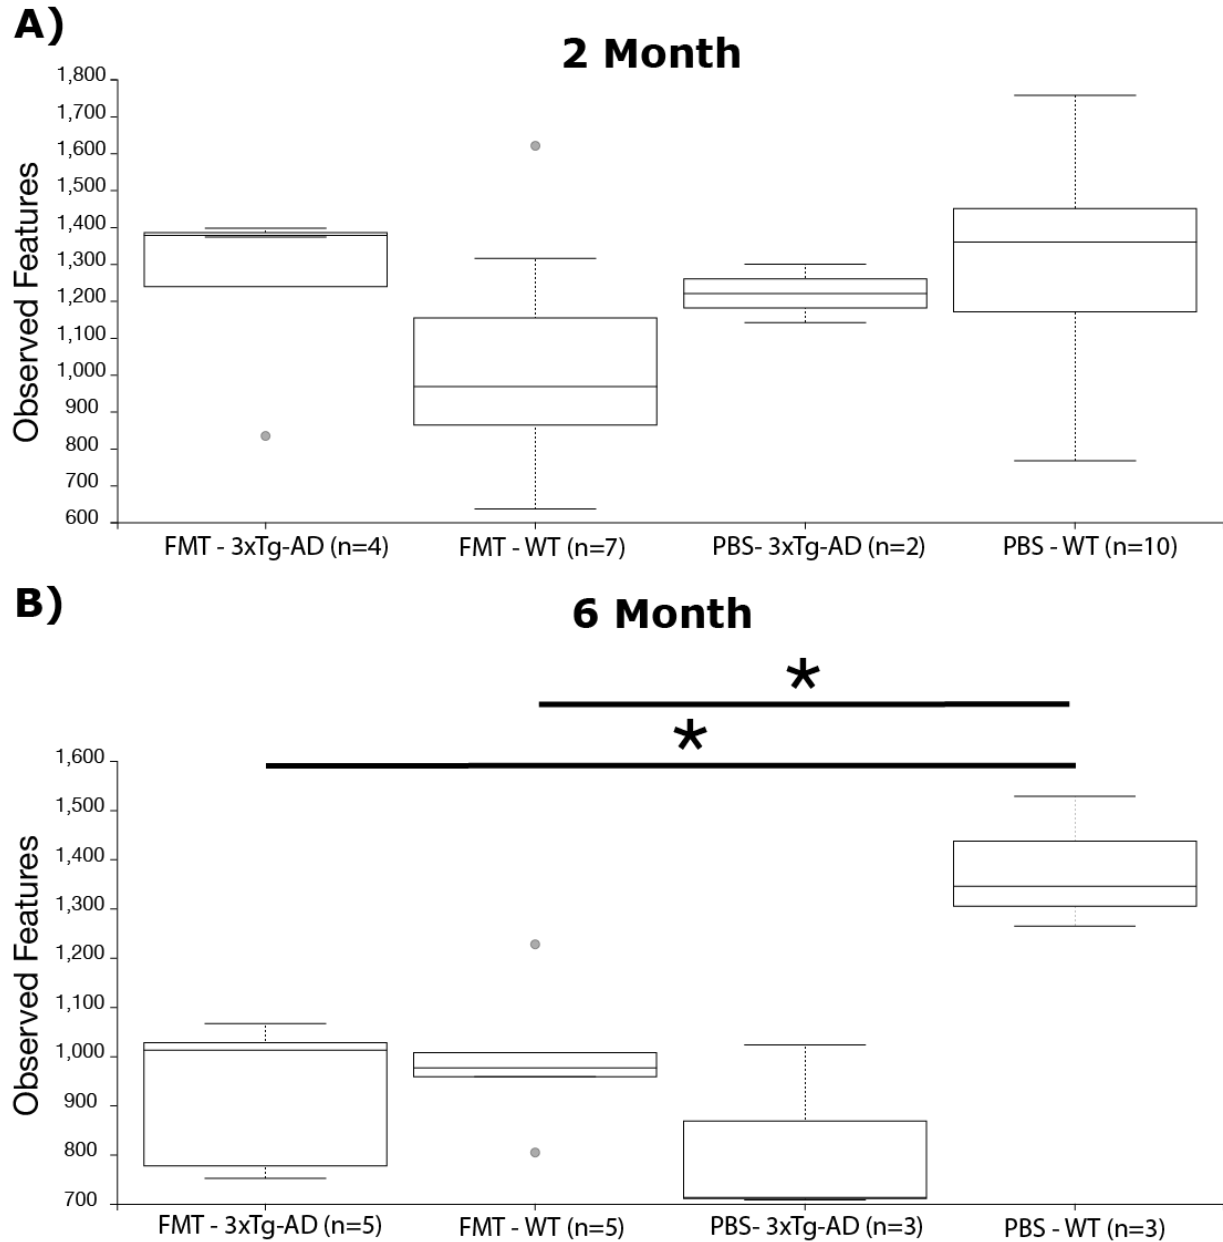 A)
2 Month
1,800
1,700
1,600
1,500
1,400
1,300
1,200
1,100
1,000
900
800
700
600
Observed Features
FMT - 3xTg-AD (n=4)
FMT - WT (n=7)
PBS- 3xTg-AD (n=2)
PBS - WT (n=10)
B)
6 Month
*
*
1,600
1,500
1,400
1,300
1,200
1,100
1,000
900
800
700
Observed Features
FMT - 3xTg-AD (n=5)
FMT - WT (n=5)
PBS- 3xTg-AD (n=3)
PBS - WT (n=3)